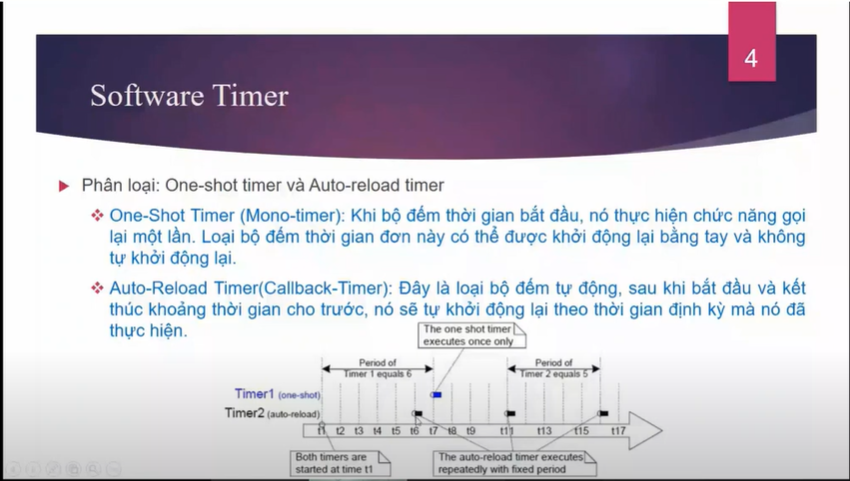 4
Software Timer
Phân loại: One-shot timer và Auto-reload timer
One-Shot Timer (Mono-timer): Khi bộ đếm thời gian bắt đầu, nó thực hiện chức năng gọi
lại một lần. Loại bộ đếm thời gian đơn này có thể được khởi động lại bằng tay và không
tự khởi động lại.
Auto-Reload Timer(Callback-Timer): Đây là loại bộ đếm tự động, sau khi bắt đầu và kết
thúc khoảng thời gian cho trước, nó sẽ tự khởi động lại theo thời gian định kỳ mà nó đã
thực hiện.
The one shot timer
executes once only
Period of
Timer 1 equals 6
Period of
Timer 2 equals 5
Timer1 (one-shot)
Timer2 (auto-reload)
t1 t2 t3 t4 t5 t6 t7 t8 t9 t11 t13 t15 t17
Both timers are
started at time t1
The auto-reload timer executes
repeatedly with fixed period